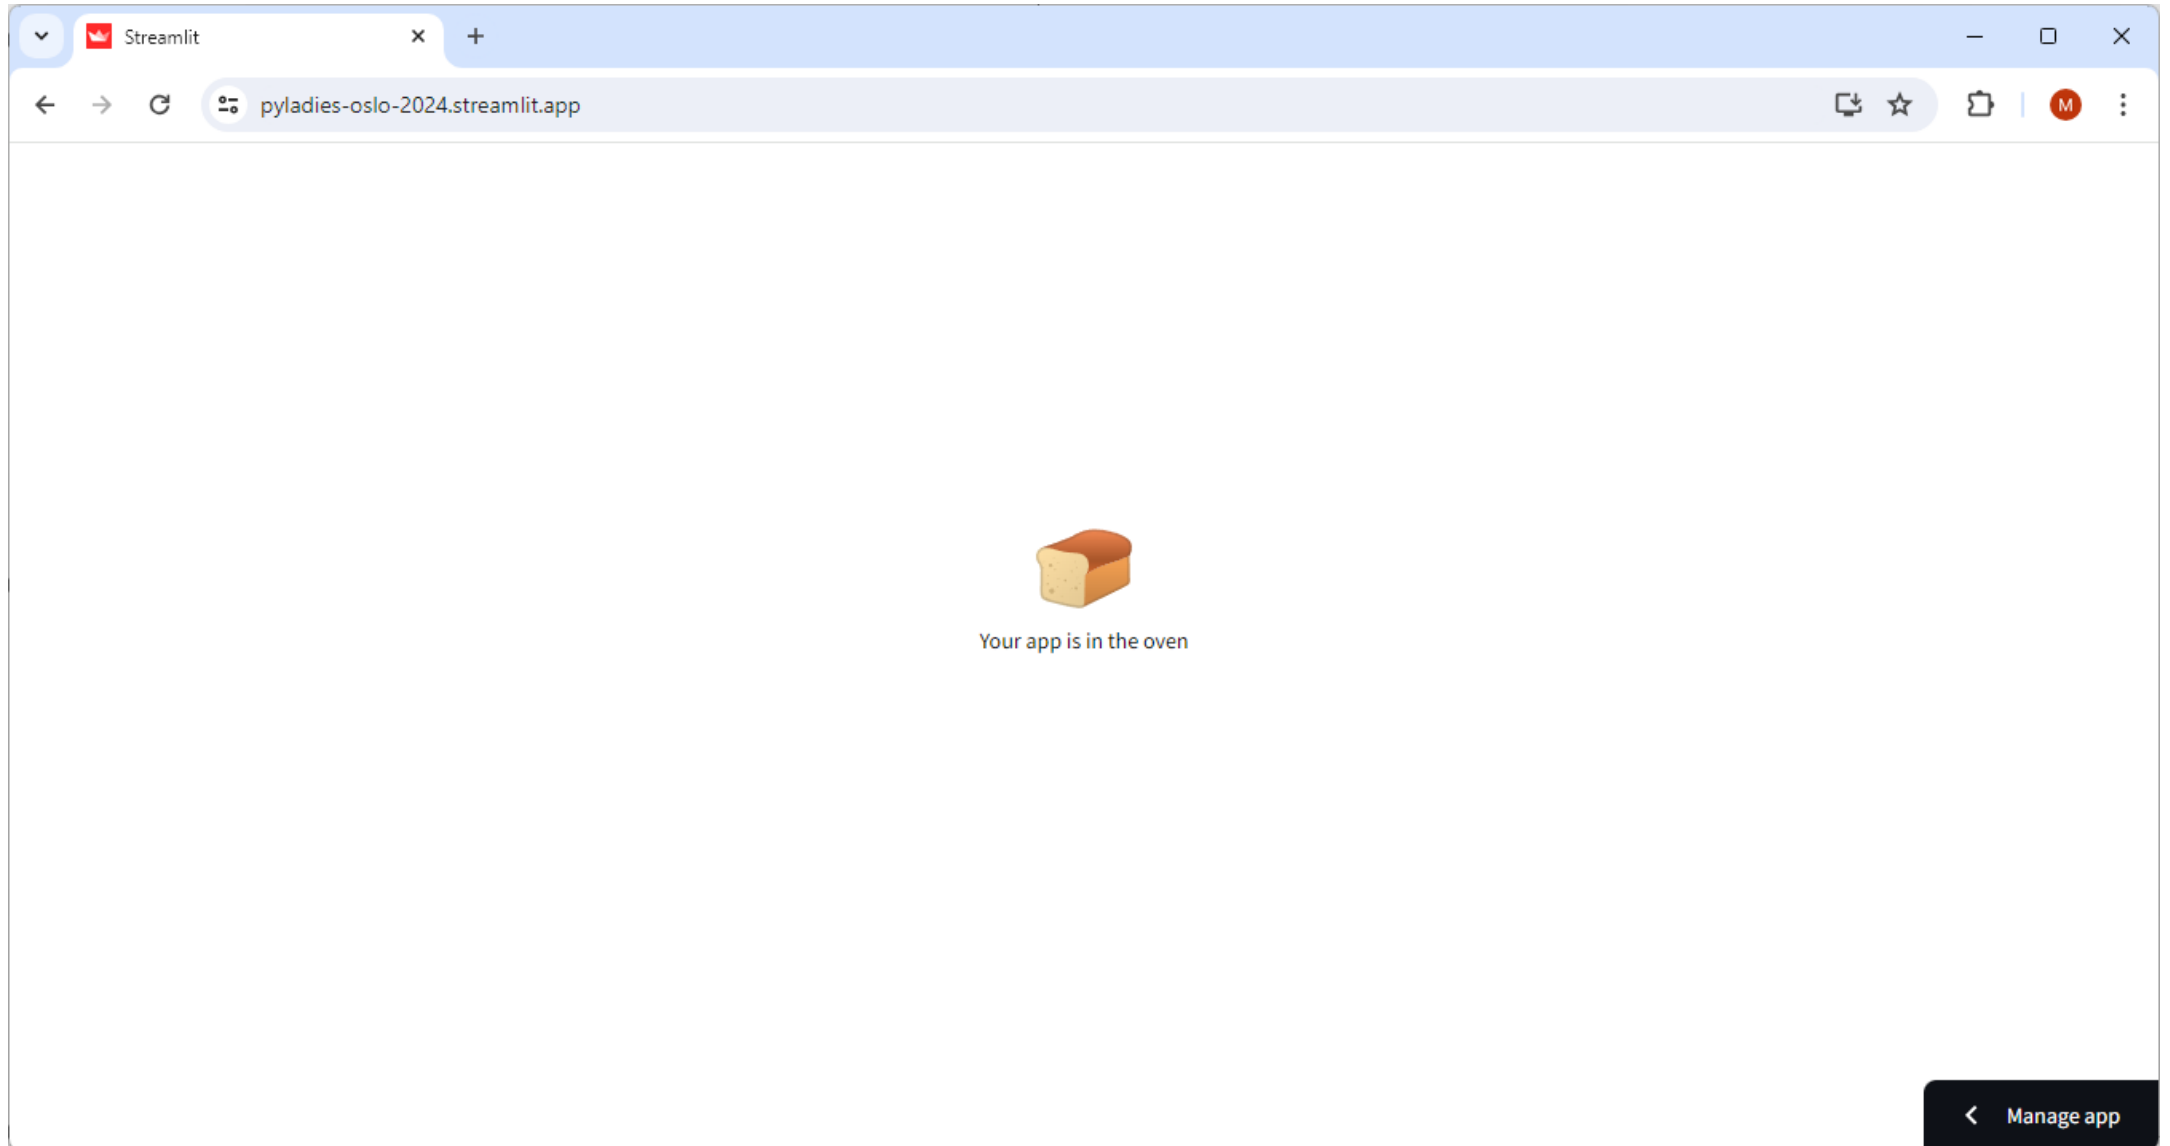 Streamlit
pyladies-oslo-2024.streamlit.app
M
Your app is in the oven
Manage app